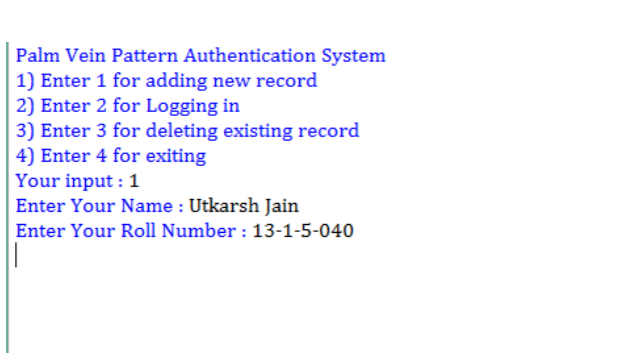 Palm Vein Pattern Authentication System
1) Enter 1 for adding new record
2) Enter 2 for Logging in
3) Enter 3 for deleting existing record
4) Enter 4 for exiting
Your input : 1
Enter Your Name : Utkarsh Jain
Enter Your Roll Number : 13-1-5-040